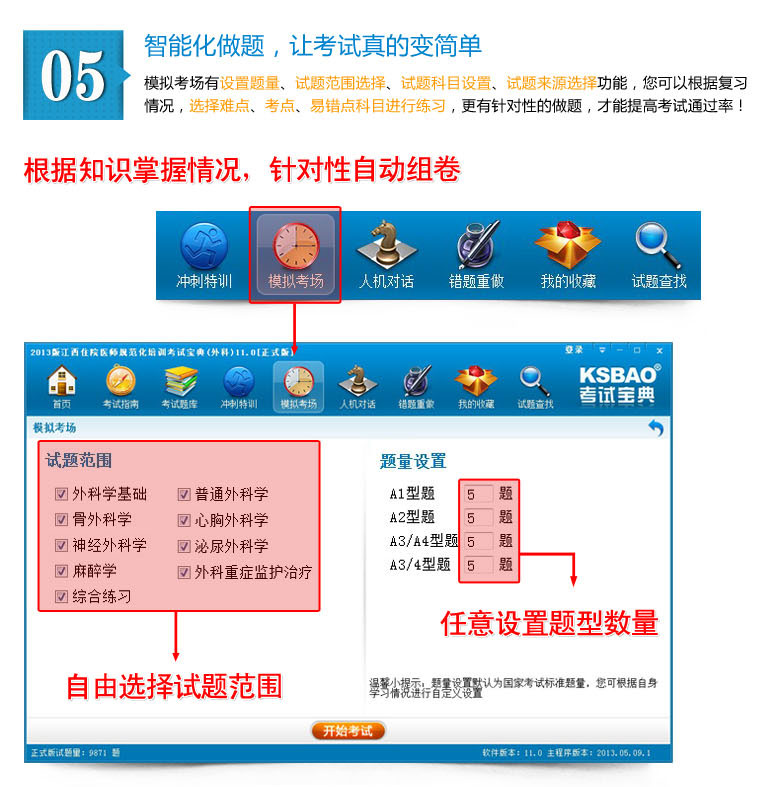 05
智能化做题，让考试真的变简单
模拟考场有设置题量、试题范围选择、试题科目设置、试题来源选择功能，您可以根据复习
情况，选择难点、考点、易错点科目进行练习，更有针对性的做题，才能提高考试通过率！
根据知识掌握情况，针对性自动组卷
冲刺特训 模拟考场 人机对话 错题重做 我的收藏 试题查找
2013版江西住院医师规范化培训考试宝典(外科)11.0[正式版] 登录
首页 考试指南 考试题库 冲刺特训 模拟考场 人机对话 错题重做 我的收藏 试题查找
KSBAO®
考试宝典
模拟考场
试题范围
外科学基础 普通外科学
骨外科学 心胸外科学
神经外科学 泌尿外科学
麻醉学 外科重症监护治疗
综合练习
题量设置
A1型题 5 题
A2型题 5 题
A3/A4型题 5 题
A3/4型题 5 题
任意设置题型数量
自由选择试题范围
温馨小提示：题量设置默认为国家考试标准题量，您可根据自身
学习情况进行自定义设置
开始考试
正式版试题量：9871 题 软件版本：11.0 主程序版本：2013.05.09.1